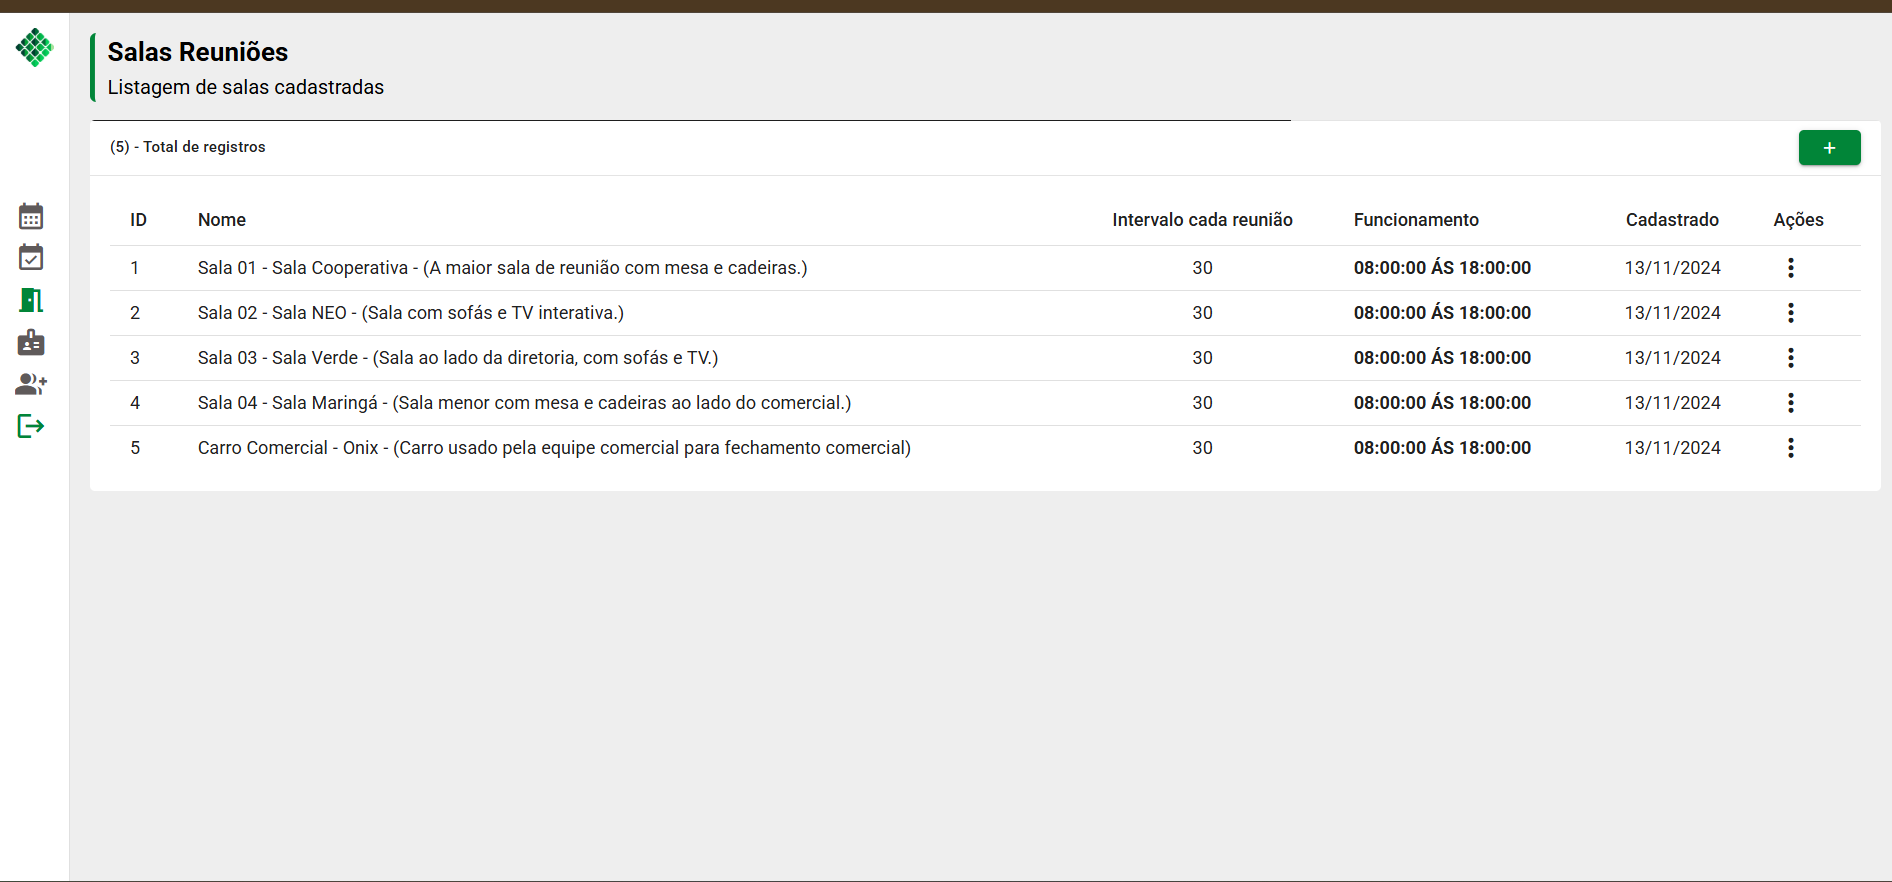 Salas Reuniões
Listagem de salas cadastradas
(5) - Total de registros
+
ID Nome Intervalo cada reunião Funcionamento Cadastrado Ações
1 Sala 01 - Sala Cooperativa - (A maior sala de reunião com mesa e cadeiras.) 30 08:00:00 ÁS 18:00:00 13/11/2024
2 Sala 02 - Sala NEO - (Sala com sofás e TV interativa.) 30 08:00:00 ÁS 18:00:00 13/11/2024
3 Sala 03 - Sala Verde - (Sala ao lado da diretoria, com sofás e TV.) 30 08:00:00 ÁS 18:00:00 13/11/2024
4 Sala 04 - Sala Maringá - (Sala menor com mesa e cadeiras ao lado do comercial.) 30 08:00:00 ÁS 18:00:00 13/11/2024
5 Carro Comercial - Onix - (Carro usado pela equipe comercial para fechamento comercial) 30 08:00:00 ÁS 18:00:00 13/11/2024